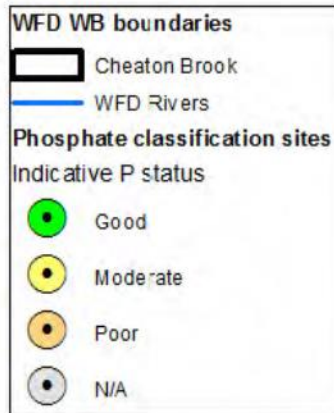 WFD WB boundaries
Cheaton Brook
WFD Rivers
Phosphate classification sites
Indicative P status
Good
Moderate
Poor
N/A